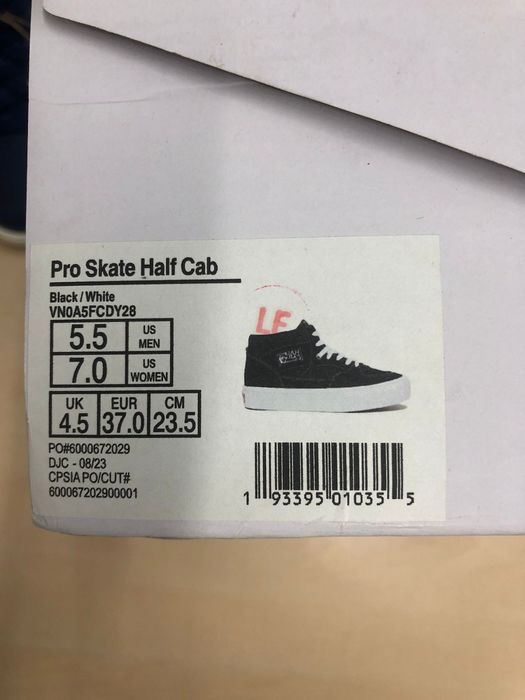 Pro Skate Half Cab
Black / White
VN0A5FCDY28
5.5 US MEN
7.0 US WOMEN
UK EUR CM
4.5 37.0 23.5
PO#6000672029
DJC - 08/23
CPSIA PO/CUT#
600067202900001
LF
1 93395 01035 5